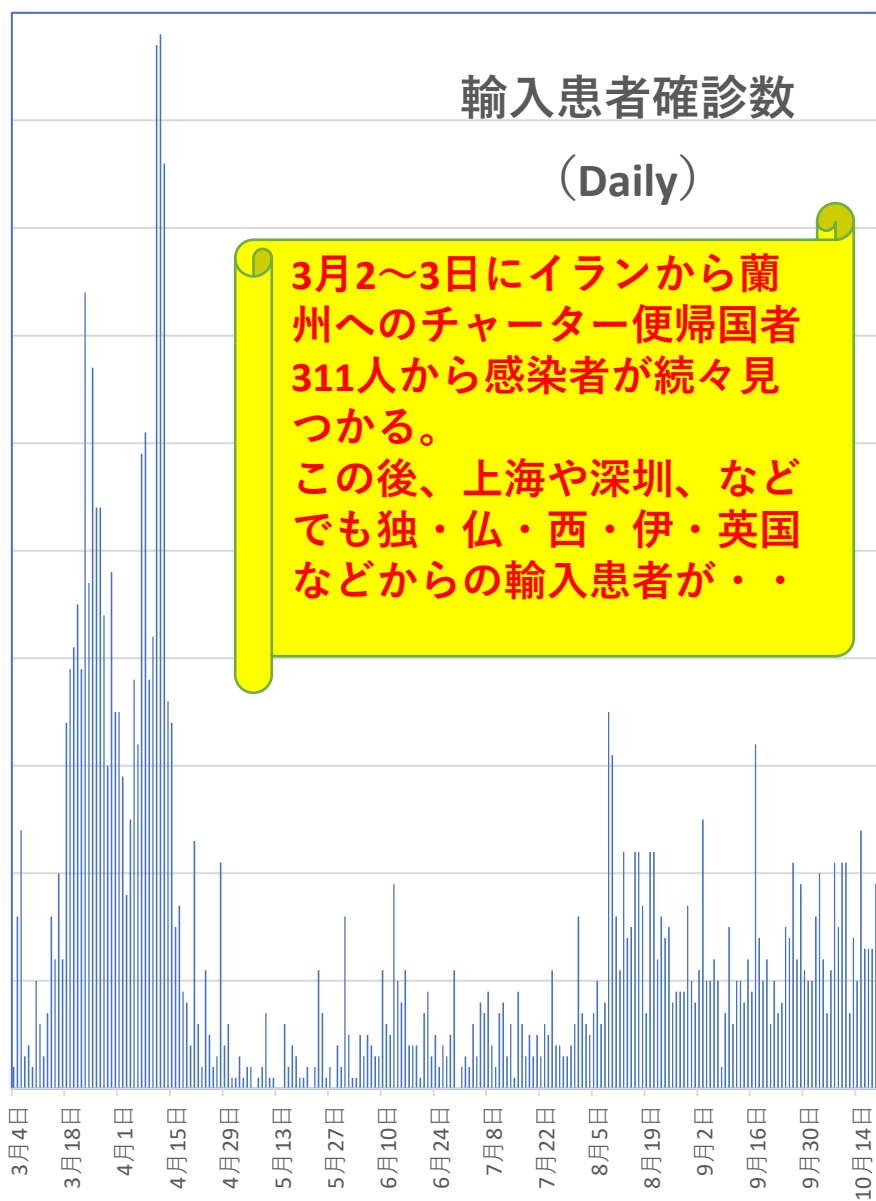 輸入患者確診数
（Daily）
3月2～3日にイランから蘭
州へのチャーター便帰国者
311人から感染者が続々見
つかる。
この後、上海や深圳、など
でも独・仏・西・伊・英国
などからの輸入患者が・・
3月4日
3月18日
4月1日
4月15日
4月29日
5月13日
5月27日
6月10日
6月24日
7月8日
7月22日
8月5日
8月19日
9月2日
9月16日
9月30日
10月14日